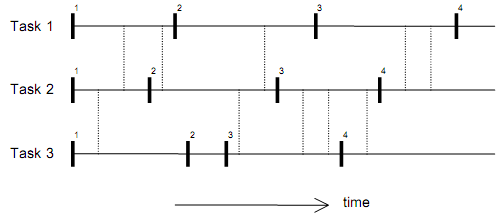 1 2 3 4
Task 1
1 2 3 4
Task 2
1 2 3 4
Task 3
time